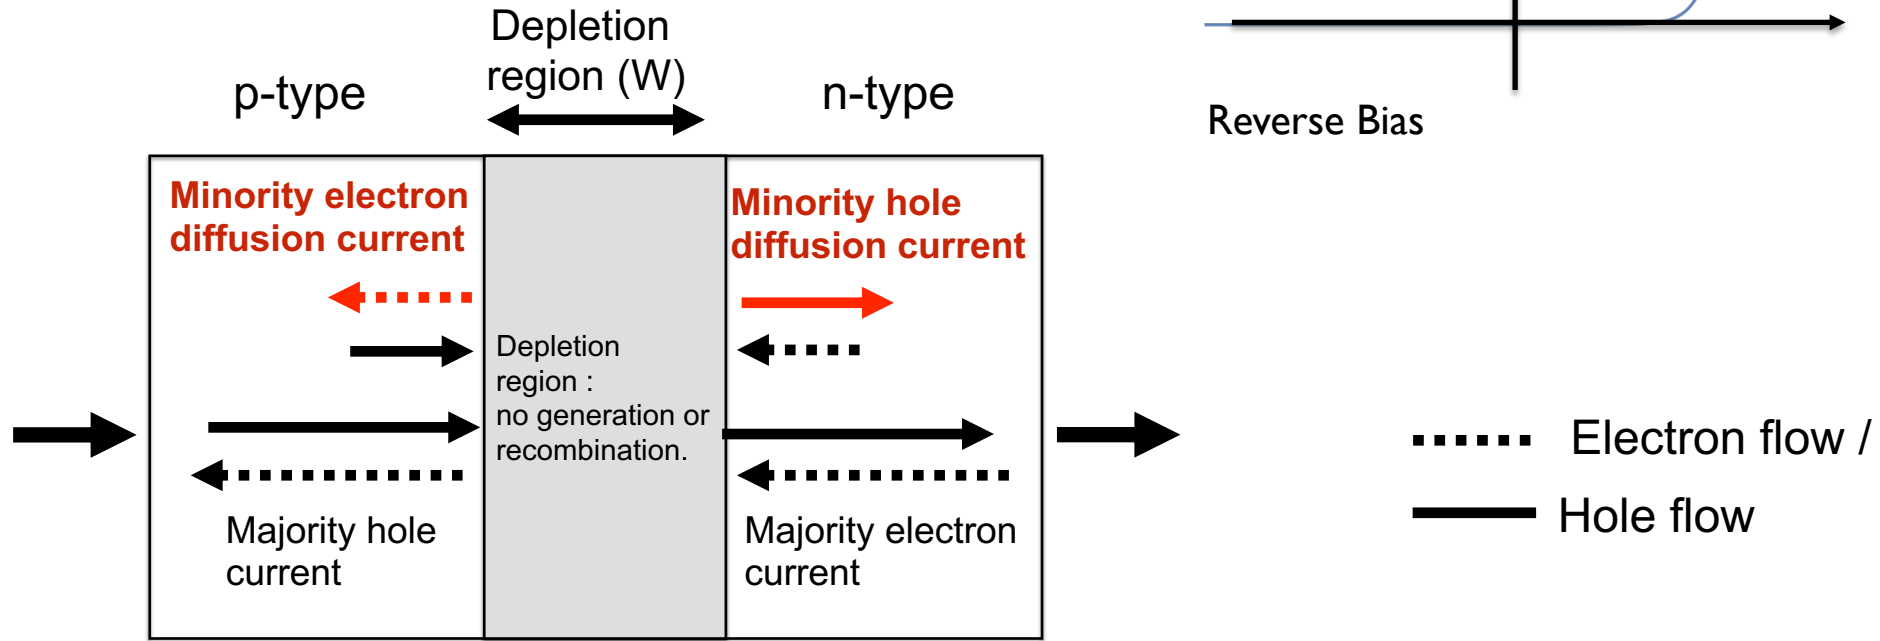 Depletion
region (W)
p-type
n-type
Reverse Bias
Minority electron
diffusion current
Minority hole
diffusion current
Depletion
region :
no generation or
recombination.
Majority hole
current
Majority electron
current
Electron flow /
Hole flow